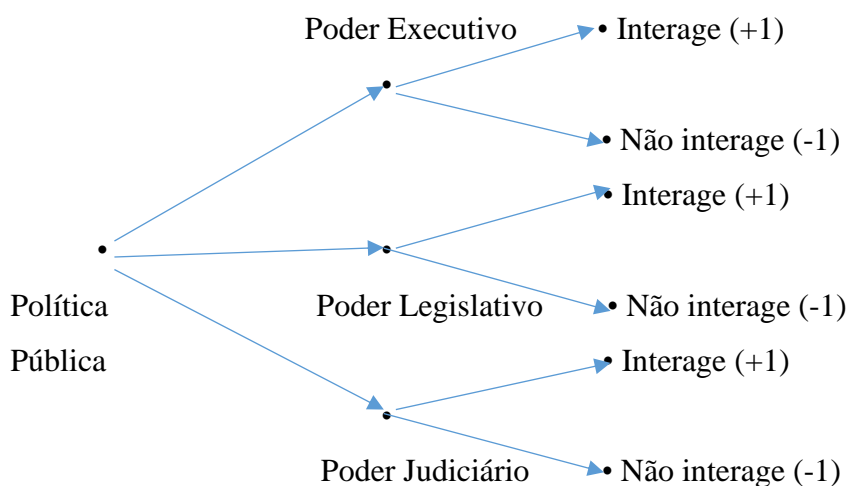 Poder Executivo
Interage (+1)
Não interage (-1)
Interage (+1)
Política
Pública
Poder Legislativo
Não interage (-1)
Interage (+1)
Poder Judiciário
Não interage (-1)